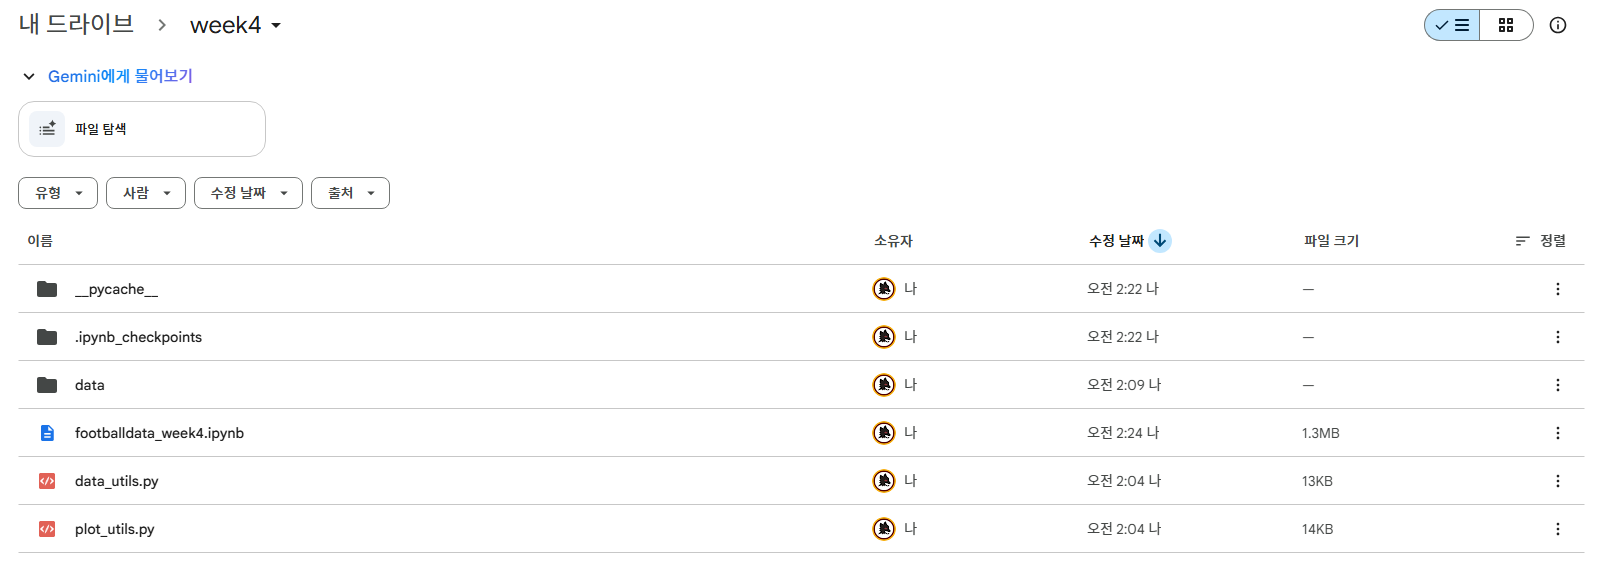 내 드라이브 > week4
Gemini에게 물어보기
파일 탐색
유형 사람 수정 날짜 출처
이름 소유자 수정 날짜 파일 크기 정렬
__pycache__ 나 오전 2:22 나 —
.ipynb_checkpoints 나 오전 2:22 나 —
data 나 오전 2:09 나 —
footballdata_week4.ipynb 나 오전 2:24 나 1.3MB
data_utils.py 나 오전 2:04 나 13KB
plot_utils.py 나 오전 2:04 나 14KB